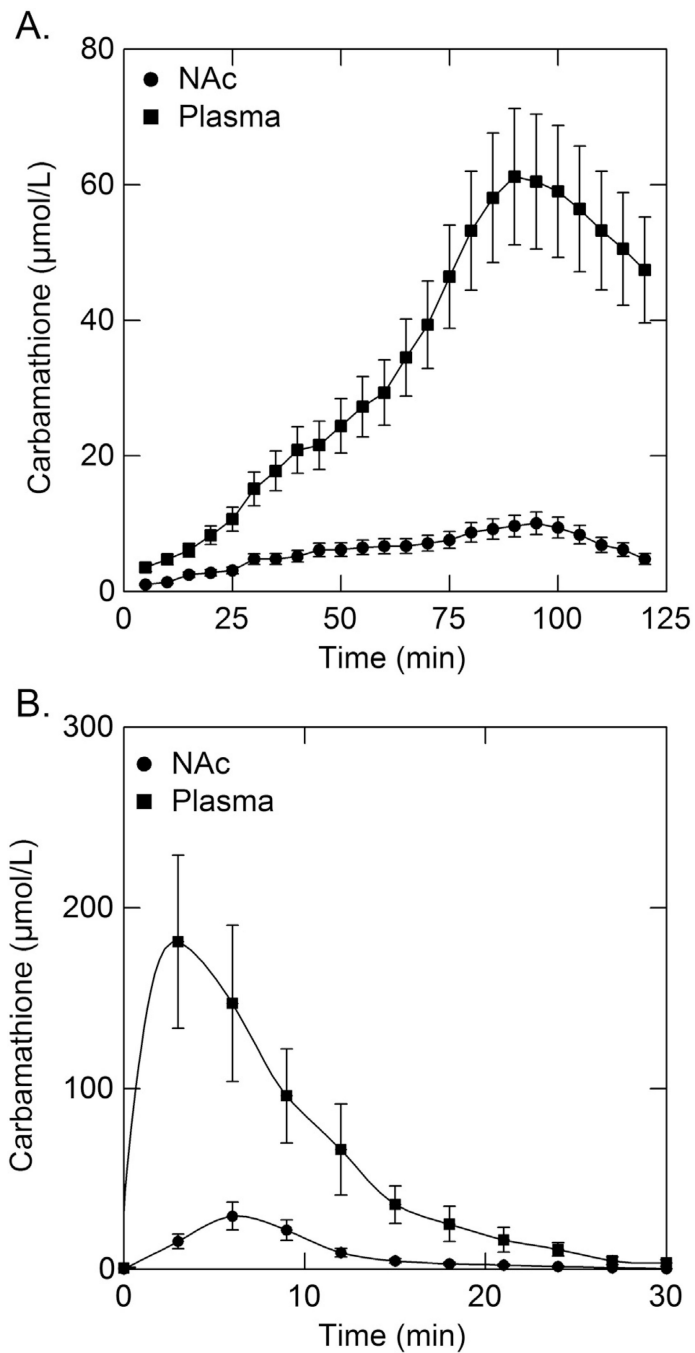 A.
80
60
40
20
0
Carbamathione (µmol/L)
NAc
Plasma
0 25 50 75 100 125
Time (min)
B.
300
200
100
0
Carbamathione (µmol/L)
NAc
Plasma
0 10 20 30
Time (min)